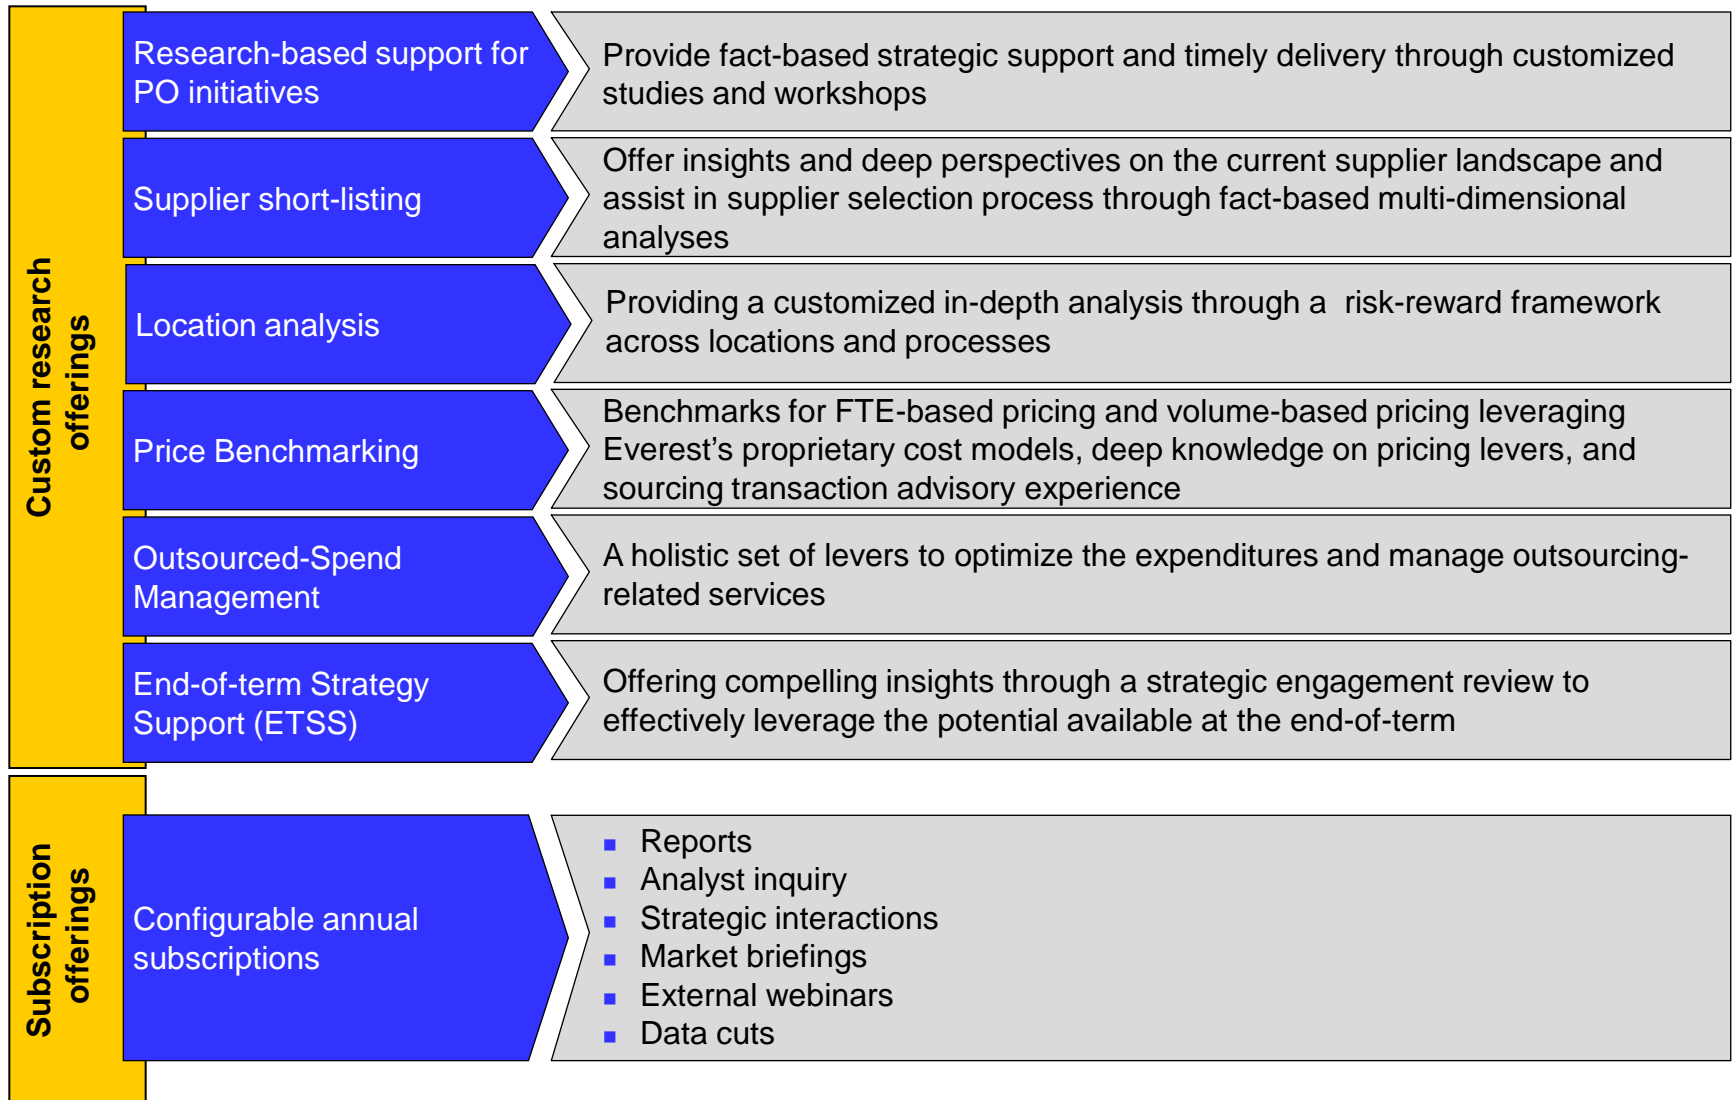 Custom research
offerings
Research-based support for
PO initiatives
Provide fact-based strategic support and timely delivery through customized
studies and workshops
Supplier short-listing
Offer insights and deep perspectives on the current supplier landscape and
assist in supplier selection process through fact-based multi-dimensional
analyses
Location analysis
Providing a customized in-depth analysis through a  risk-reward framework
across locations and processes
Price Benchmarking
Benchmarks for FTE-based pricing and volume-based pricing leveraging
Everest’s proprietary cost models, deep knowledge on pricing levers, and
sourcing transaction advisory experience
Outsourced-Spend
Management
A holistic set of levers to optimize the expenditures and manage outsourcing-
related services
End-of-term Strategy
Support (ETSS)
Offering compelling insights through a strategic engagement review to
effectively leverage the potential available at the end-of-term
Subscription
offerings
Configurable annual
subscriptions
Reports
Analyst inquiry
Strategic interactions
Market briefings
External webinars
Data cuts